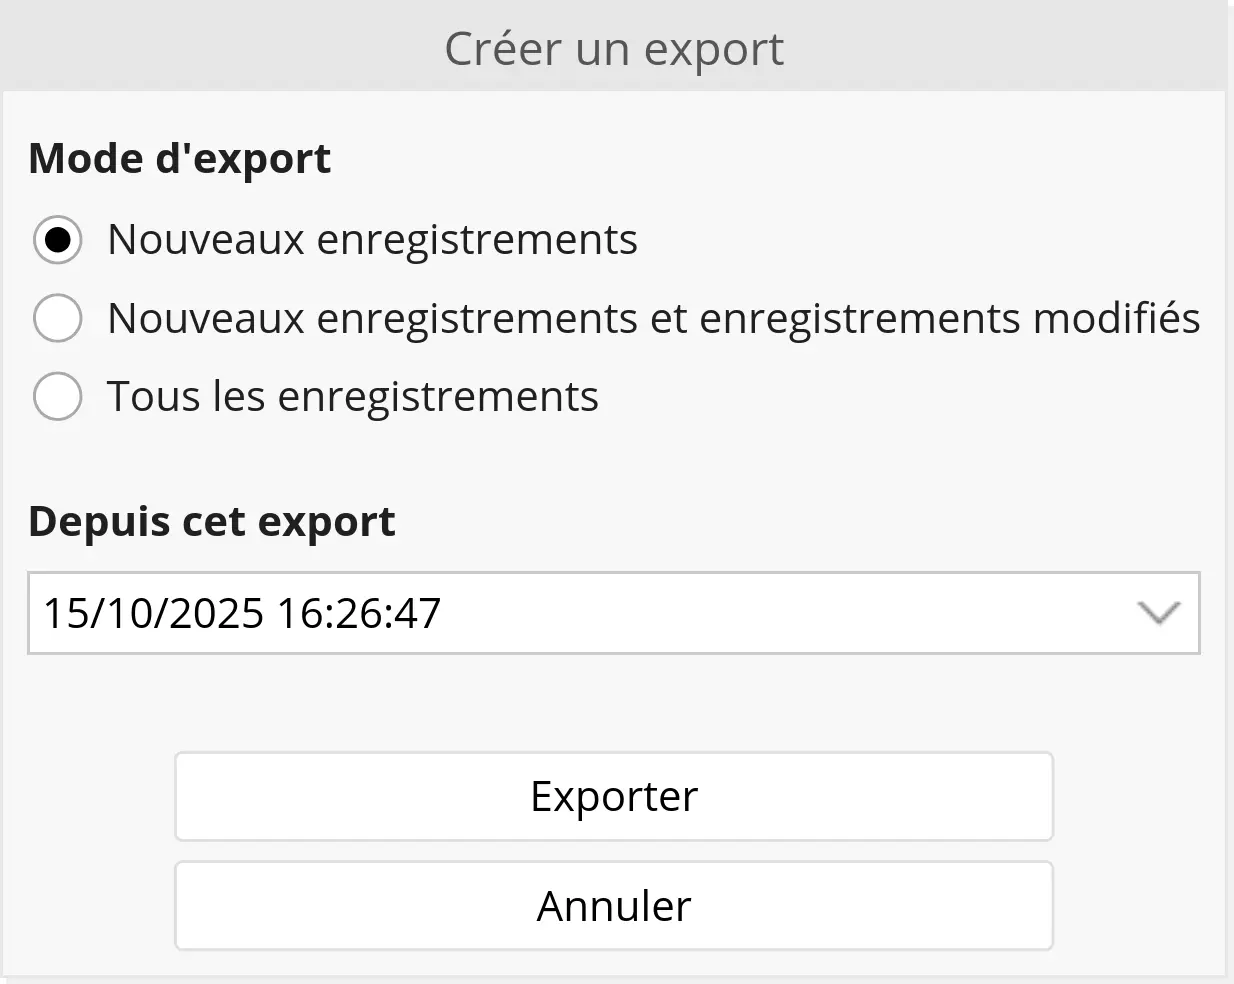 Créer un export
Mode d'export
Nouveaux enregistrements
Nouveaux enregistrements et enregistrements modifiés
Tous les enregistrements
Depuis cet export
15/10/2025 16:26:47
Exporter
Annuler